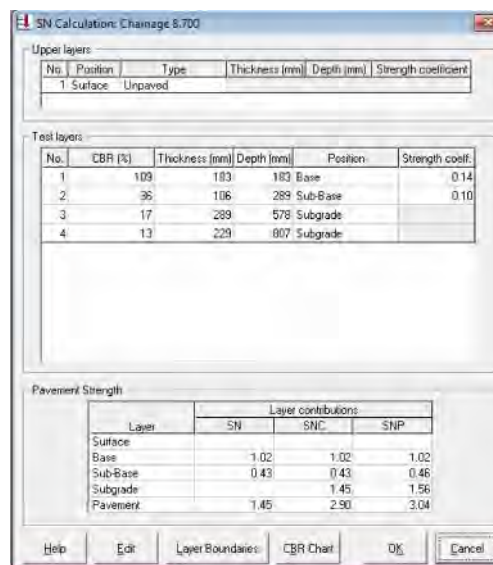 SN Calculation: Chainage 8.700
Upper layers
No. Position Type Thickness (mm) Depth (mm) Strength coefficient
1 Surface Unpaved
Test layers
No. CBR (%) Thickness (mm) Depth (mm) Position Strength coeff.
1 109 183 183 Base 0.14
2 36 106 289 Sub-Base 0.10
3 17 289 578 Subgrade
4 13 229 807 Subgrade
Pavement Strength
Layer contributions
Layer SN SNC SNP
Surface
Base 1.02 1.02 1.02
Sub-Base 0.43 0.43 0.46
Subgrade 1.45 1.56
Pavement 1.45 2.90 3.04
Help Edit Layer Boundaries CBR Chart OK Cancel